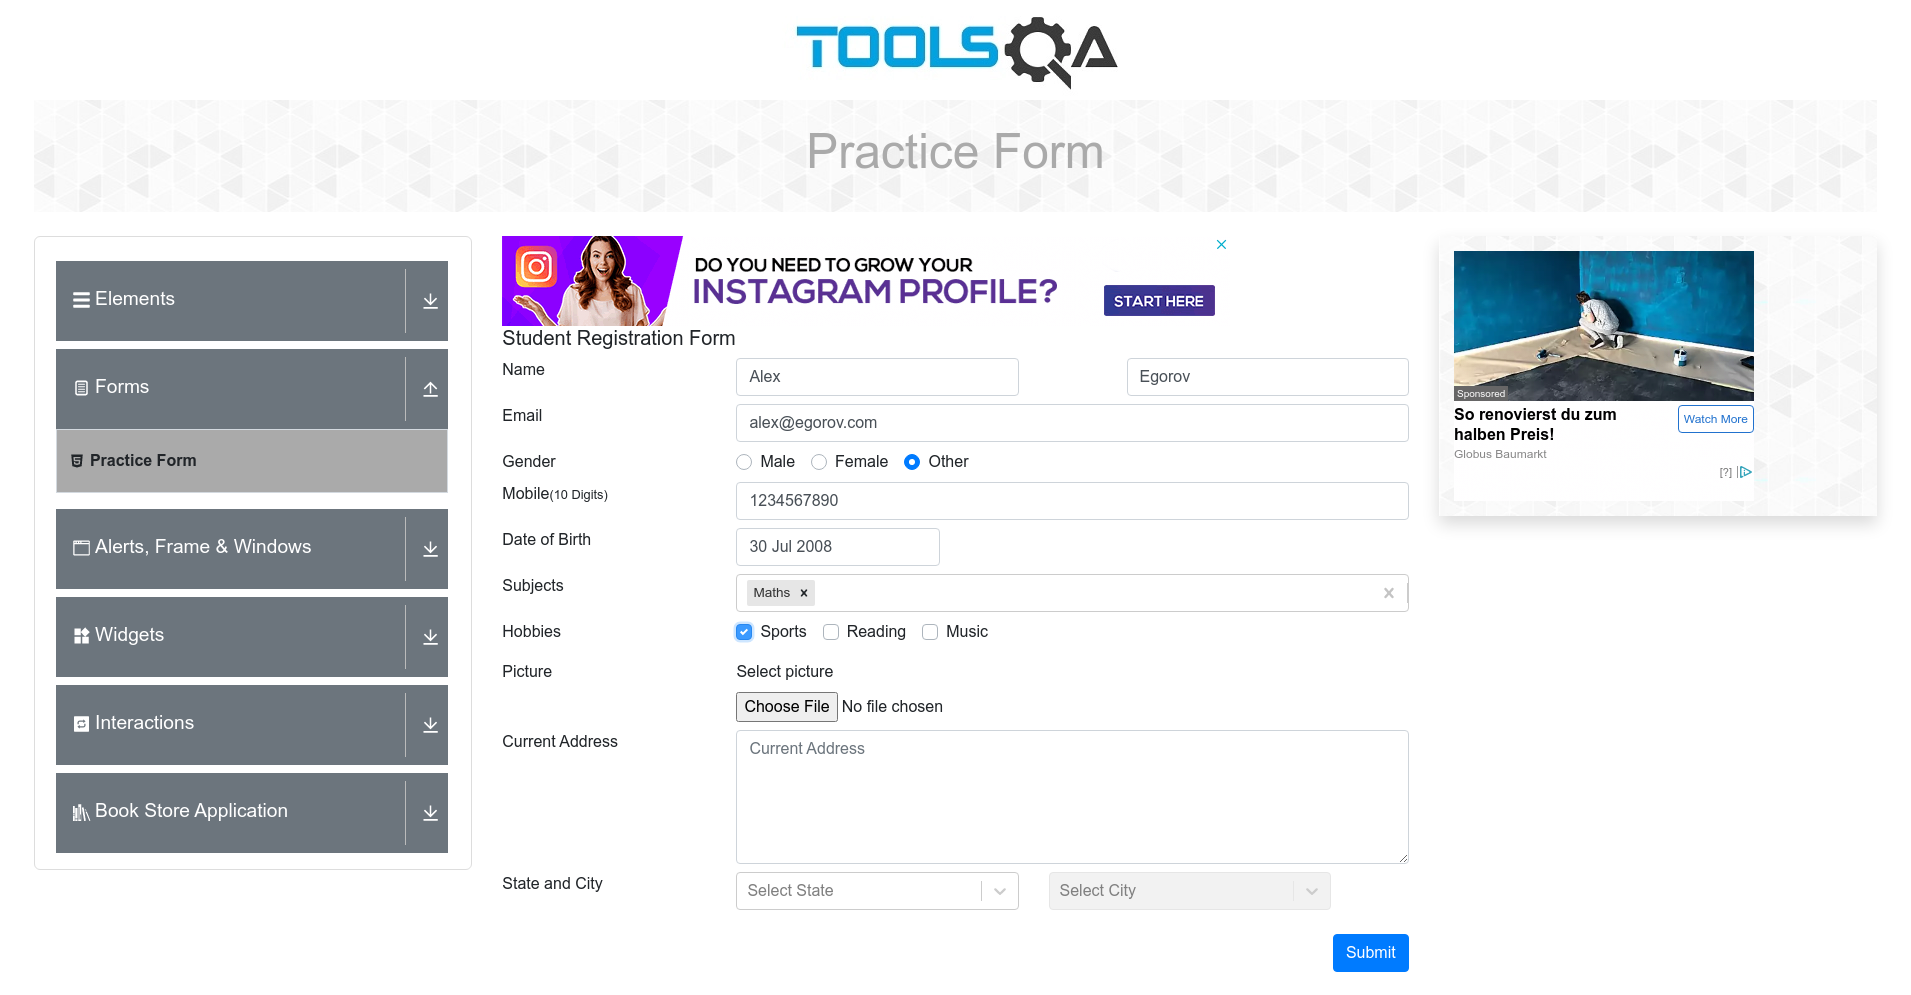 TOOLSQA
Practice Form
Elements
Forms
Practice Form
Alerts, Frame & Windows
Widgets
Interactions
Book Store Application
DO YOU NEED TO GROW YOUR
INSTAGRAM PROFILE?
START HERE
Student Registration Form
Name Alex Egorov
Email alex@egorov.com
Gender Male Female Other
Mobile(10 Digits) 1234567890
Date of Birth 30 Jul 2008
Subjects Maths
Hobbies Sports Reading Music
Picture Select picture
Choose File No file chosen
Current Address Current Address
State and City Select State Select City
Submit
Sponsored
So renovierst du zum
halben Preis!
Watch More
Globus Baumarkt
[?]